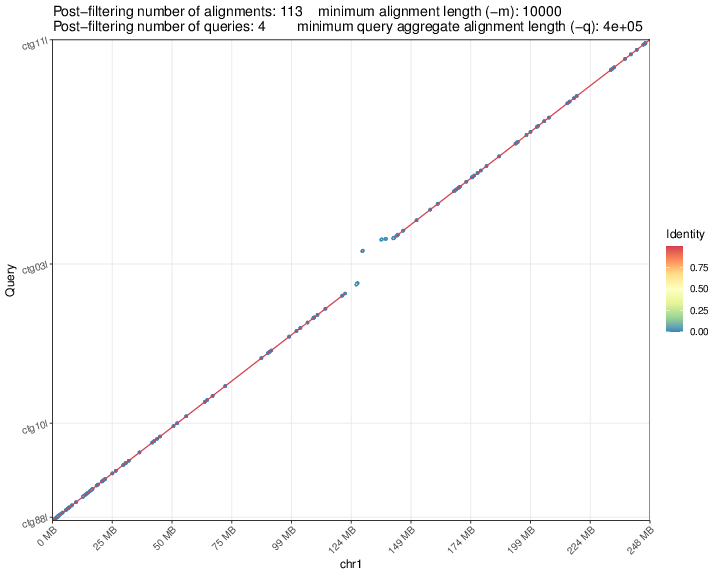 Post−filtering number of alignments: 113    minimum alignment length (−m): 10000
Post−filtering number of queries: 4    minimum query aggregate alignment length (−q): 4e+05
ctg11l
ctg03l
ctg10l
ctg88l
Query
0 MB
25 MB
50 MB
75 MB
99 MB
124 MB
149 MB
174 MB
199 MB
224 MB
248 MB
chr1
Identity
0.75
0.50
0.25
0.00